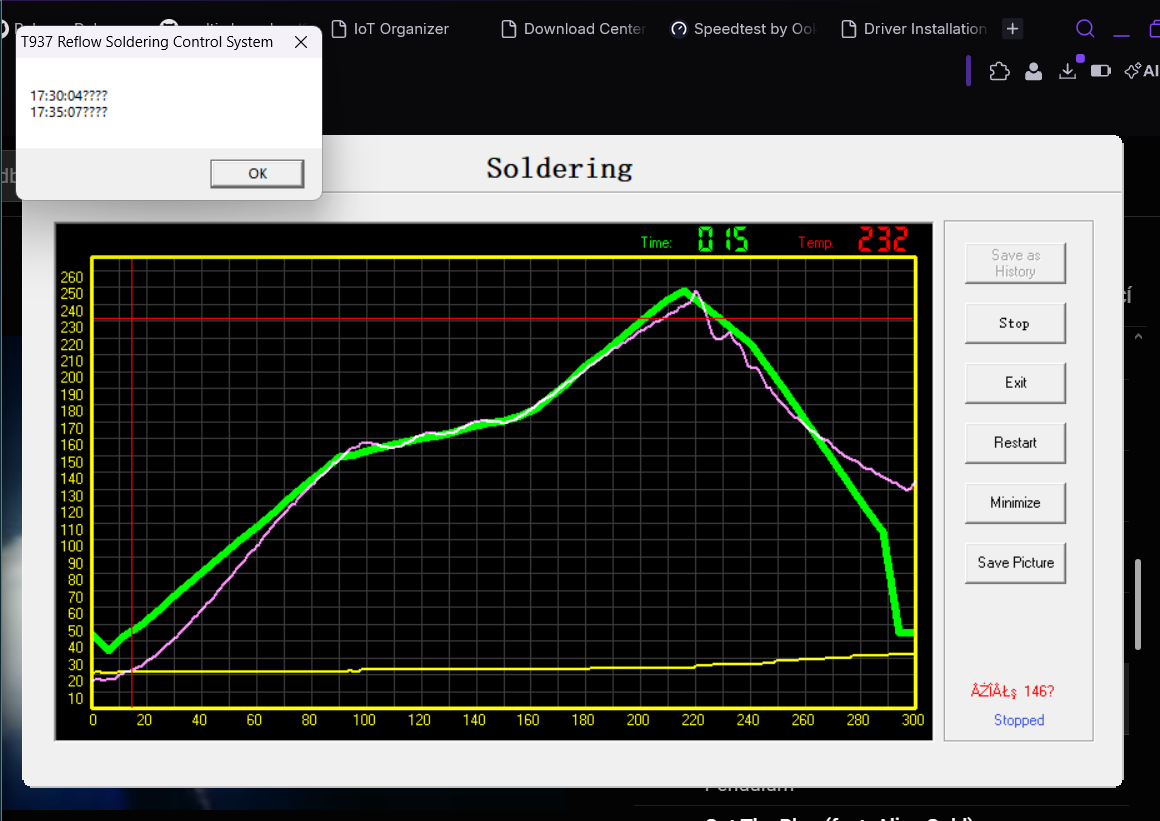 IoT Organizer
Download Center
Speedtest by Ook
Driver Installation
AI
T937 Reflow Soldering Control System
17:30:04????
17:35:07????
OK
Soldering
Time: 015 Temp. 232
260
250
240
230
220
210
200
190
180
170
160
150
140
130
120
110
100
90
80
70
60
50
40
30
20
10
0 20 40 60 80 100 120 140 160 180 200 220 240 260 280 300
Save as
History
Stop
Exit
Restart
Minimize
Save Picture
ÂŻÎÂŁş 146?
Stopped